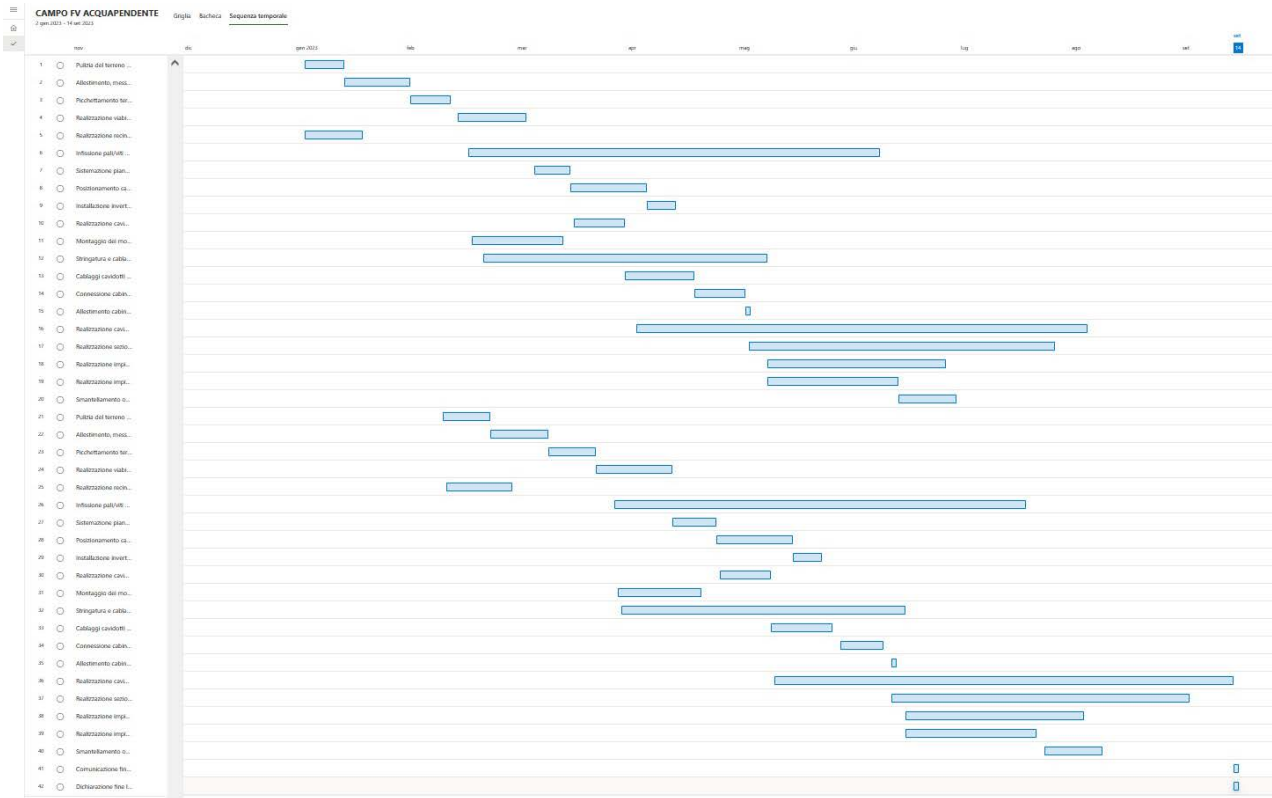 CAMPO FV ACQUAPENDENTE
2 gen 2023 - 14 set 2023
Griglia Bacheca Sequenza temporale
set
nov dic gen 2023 feb mar apr mag giu lug ago set 14
1 Pulizia del terreno ...
2 Allestimento, mess...
3 Picchettamento ter...
4 Realizzazione viabi...
5 Realizzazione recin...
6 Infissione pali/viti ...
7 Sistemazione pian...
8 Posizionamento ca...
9 Installazione invert...
10 Realizzazione cavi...
11 Montaggio dei mo...
12 Stringatura e cabla...
13 Cablaggi cavidotti ...
14 Connessione cabin...
15 Allestimento cabin...
16 Realizzazione cavi...
17 Realizzazione sezio...
18 Realizzazione impi...
19 Realizzazione impi...
20 Smantellamento o...
21 Pulizia del terreno ...
22 Allestimento, mess...
23 Picchettamento ter...
24 Realizzazione viabi...
25 Realizzazione recin...
26 Infissione pali/viti ...
27 Sistemazione pian...
28 Posizionamento ca...
29 Installazione invert...
30 Realizzazione cavi...
31 Montaggio dei mo...
32 Stringatura e cabla...
33 Cablaggi cavidotti ...
34 Connessione cabin...
35 Allestimento cabin...
36 Realizzazione cavi...
37 Realizzazione sezio...
38 Realizzazione impi...
39 Realizzazione impi...
40 Smantellamento o...
41 Comunicazione fin...
42 Dichiarazione fine l...